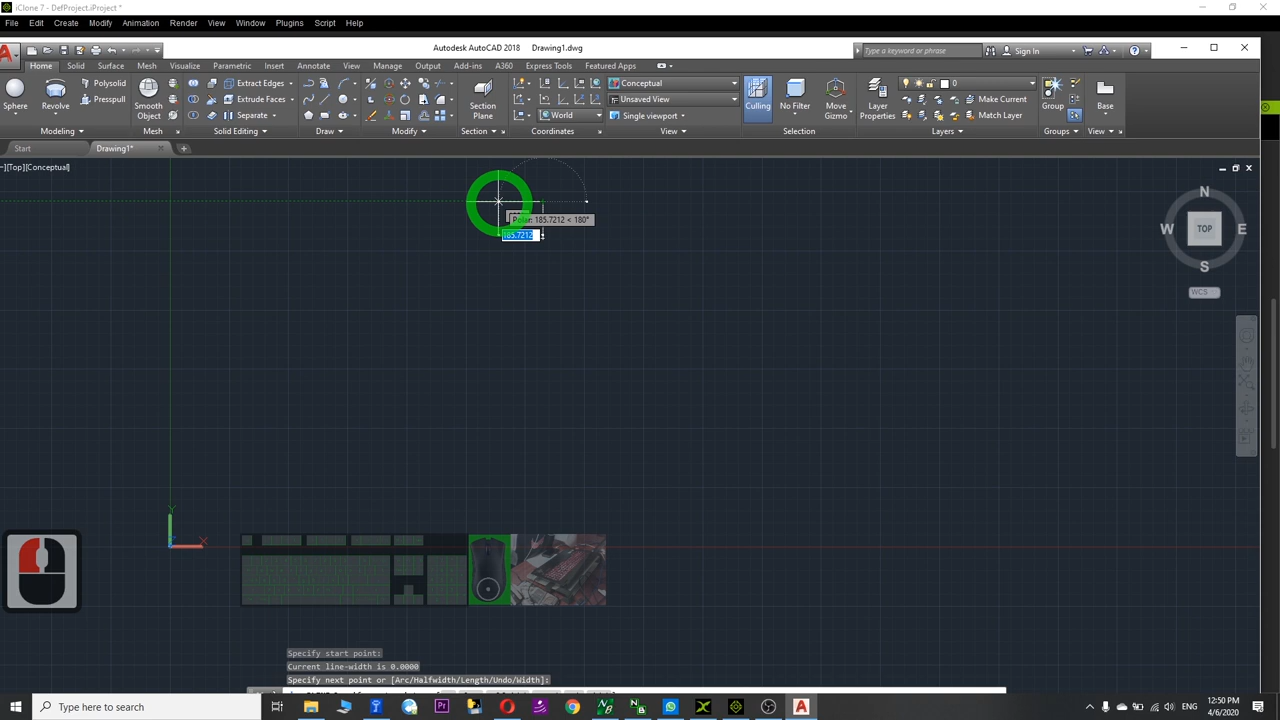 iClone 7 - DefProject.iProject *
File Edit Create Modify Animation Render View Window Plugins Script Help
Autodesk AutoCAD 2018 Drawing1.dwg
Type a keyword or phrase
Sign In
Home Solid Surface Mesh Visualize Parametric Insert Annotate View Manage Output Add-ins A360 Express Tools Featured Apps
Sphere
Revolve
Polysolid
Presspull
Smooth
Object
Extract Edges
Extrude Faces
Separate
Section
Plane
World
Conceptual
Unsaved View
Single viewport
Culling
No Filter
Move
Gizmo
Layer
Properties
0
Make Current
Match Layer
Group
Base
Modeling Mesh Solid Editing Draw Modify Section Coordinates View Selection Layers Groups View
Start
Drawing1*
[Top][Conceptual]
N
W
TOP
E
S
WCS
Polar: 185.7212 < 180°
185.7212
Y
X
Specify start point:
Current line-width is 0.0000
Specify next point or [Arc/Halfwidth/Length/Undo/Width]:
Type here to search
ENG
12:50 PM
4/6/2020